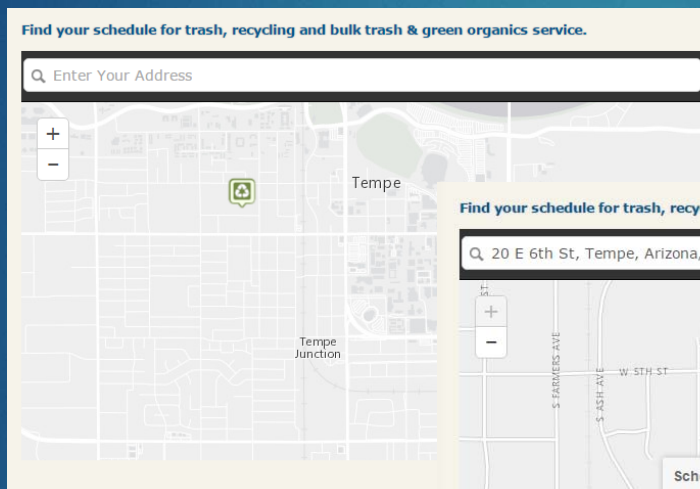 Find your schedule for trash, recycling and bulk trash & green organics service.
Enter Your Address
+
−
Tempe
Tempe
Junction
Find your schedule for trash, recy
20 E 6th St, Tempe, Arizona,
ST
+
−
S FARMERS AVE
S ASH AVE
W 5TH ST
Sch